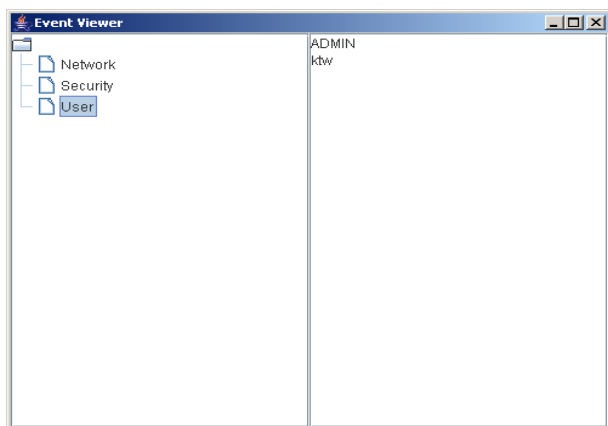 Event Viewer
Network
Security
User
ADMIN
ktw